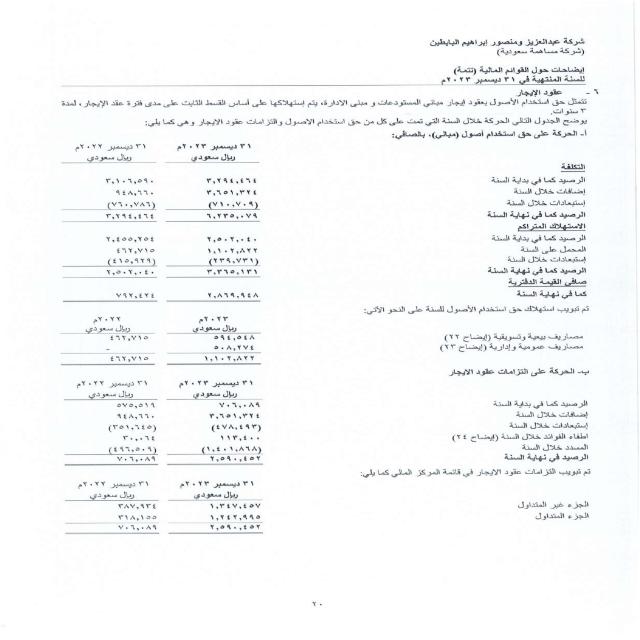 شركة عبدالعزيز ومنصور إبراهيم البابطين
(شركة مساهمة سعودية)
إيضاحات حول القوائم المالية (تتمة)
للسنة المنتهية في ٣١ ديسمبر ٢٠٢٣م
٦ - عقود الإيجار
تتمثل حق استخدام الأصول بعقود إيجار مباني المستودعات و مبنى الادارة، يتم إستهلاكها على أساس القسط الثابت على مدى فترة عقد الإيجار، لمدة
٣ سنوات.
يوضح الجدول التالي الحركة خلال السنة التي تمت على كل من حق استخدام الاصول والتزامات عقود الايجار وهي كما يلي:
أ- الحركة على حق استخدام أصول (مباني)، بالصافي:
٣١ ديسمبر ٢٠٢٣م ٣١ ديسمبر ٢٠٢٢م
ريال سعودي ريال سعودي
التكلفة
الرصيد كما في بداية السنة ٣,٢٩٤,٤٦٤ ٣,١٠٦,٥٩٠
إضافات خلال السنة ٣,٦٥١,٣٢٤ ٩٤٨,٦٦٠
إستبعادات خلال السنة (٧١٠,٧٠٩) (٧٦٠,٧٨٦)
الرصيد كما في نهاية السنة ٦,٢٣٥,٠٧٩ ٣,٢٩٤,٤٦٤
الاستهلاك المتراكم
الرصيد كما في بداية السنة ٢,٥٠٢,٠٤٠ ٢,٤٥٥,٢٥٤
المحمل على السنة ١,١٠٢,٨٢٢ ٤٦٢,٧١٥
إستبعادات خلال السنة (٢٣٩,٧٣١) (٤١٥,٩٢٩)
الرصيد كما في نهاية السنة ٣,٣٦٥,١٣١ ٢,٥٠٢,٠٤٠
صافي القيمة الدفترية
كما في نهاية السنة ٢,٨٦٩,٩٤٨ ٧٩٢,٤٢٤
تم تبويب استهلاك حق استخدام الأصول للسنة على النحو الآتي:
٢٠٢٣م ٢٠٢٢م
ريال سعودي ريال سعودي
مصاريف بيعية وتسويقية (إيضاح ٢٢) ٥٩٤,٥٤٨ ٤٦٢,٧١٥
مصاريف عمومية وإدارية (إيضاح ٢٣) ٥٠٨,٢٧٤ -
١,١٠٢,٨٢٢ ٤٦٢,٧١٥
ب- الحركة على التزامات عقود الايجار
٣١ ديسمبر ٢٠٢٣م ٣١ ديسمبر ٢٠٢٢م
ريال سعودي ريال سعودي
الرصيد كما في بداية السنة ٧٠٦,٠٨٩ ٥٧٥,٥١٩
إضافات خلال السنة ٣,٦٥١,٣٢٤ ٩٤٨,٦٦٠
إستبعادات خلال السنة (٤٧٨,٤٩٣) (٣٥١,٦٤٥)
اطفاء الفوائد خلال السنة (إيضاح ٢٤) ١١٣,٤٠٠ ٣٠,٠٦٤
المسدد خلال السنة (١,٤٠١,٨٦٨) (٤٩٦,٥٠٩)
الرصيد في نهاية السنة ٢,٥٩٠,٤٥٢ ٧٠٦,٠٨٩
تم تبويب التزامات عقود الايجار في قائمة المركز المالي كما يلي:
٣١ ديسمبر ٢٠٢٣م ٣١ ديسمبر ٢٠٢٢م
ريال سعودي ريال سعودي
الجزء غير المتداول ١,٣٤٧,٤٥٧ ٣٨٧,٩٣٤
الجزء المتداول ١,٢٤٢,٩٩٥ ٣١٨,١٥٥
٢,٥٩٠,٤٥٢ ٧٠٦,٠٨٩
٢٠